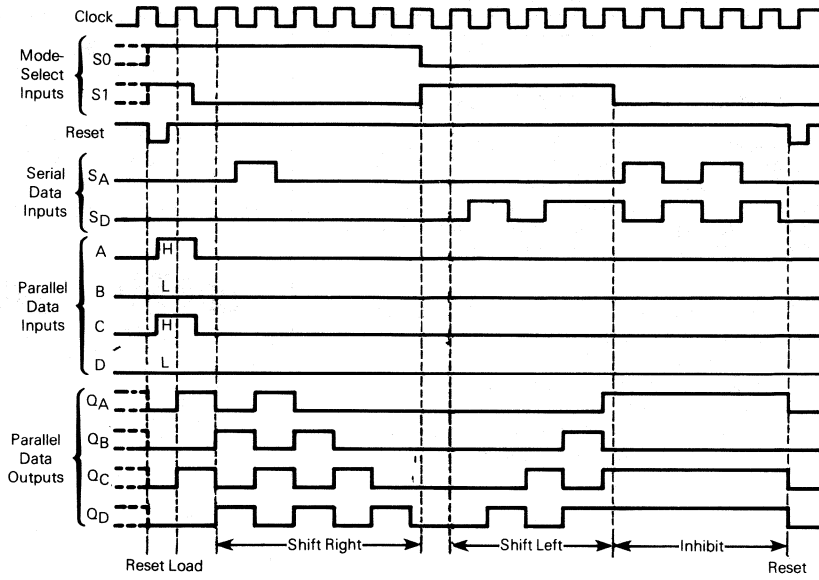 Clock
Mode-
Select
Inputs
S0
S1
Reset
Serial
Data
Inputs
SA
SD
Parallel
Data
Inputs
A
H
B
L
C
H
D
L
Parallel
Data
Outputs
QA
QB
QC
QD
Shift Right
Shift Left
Inhibit
Reset Load
Reset